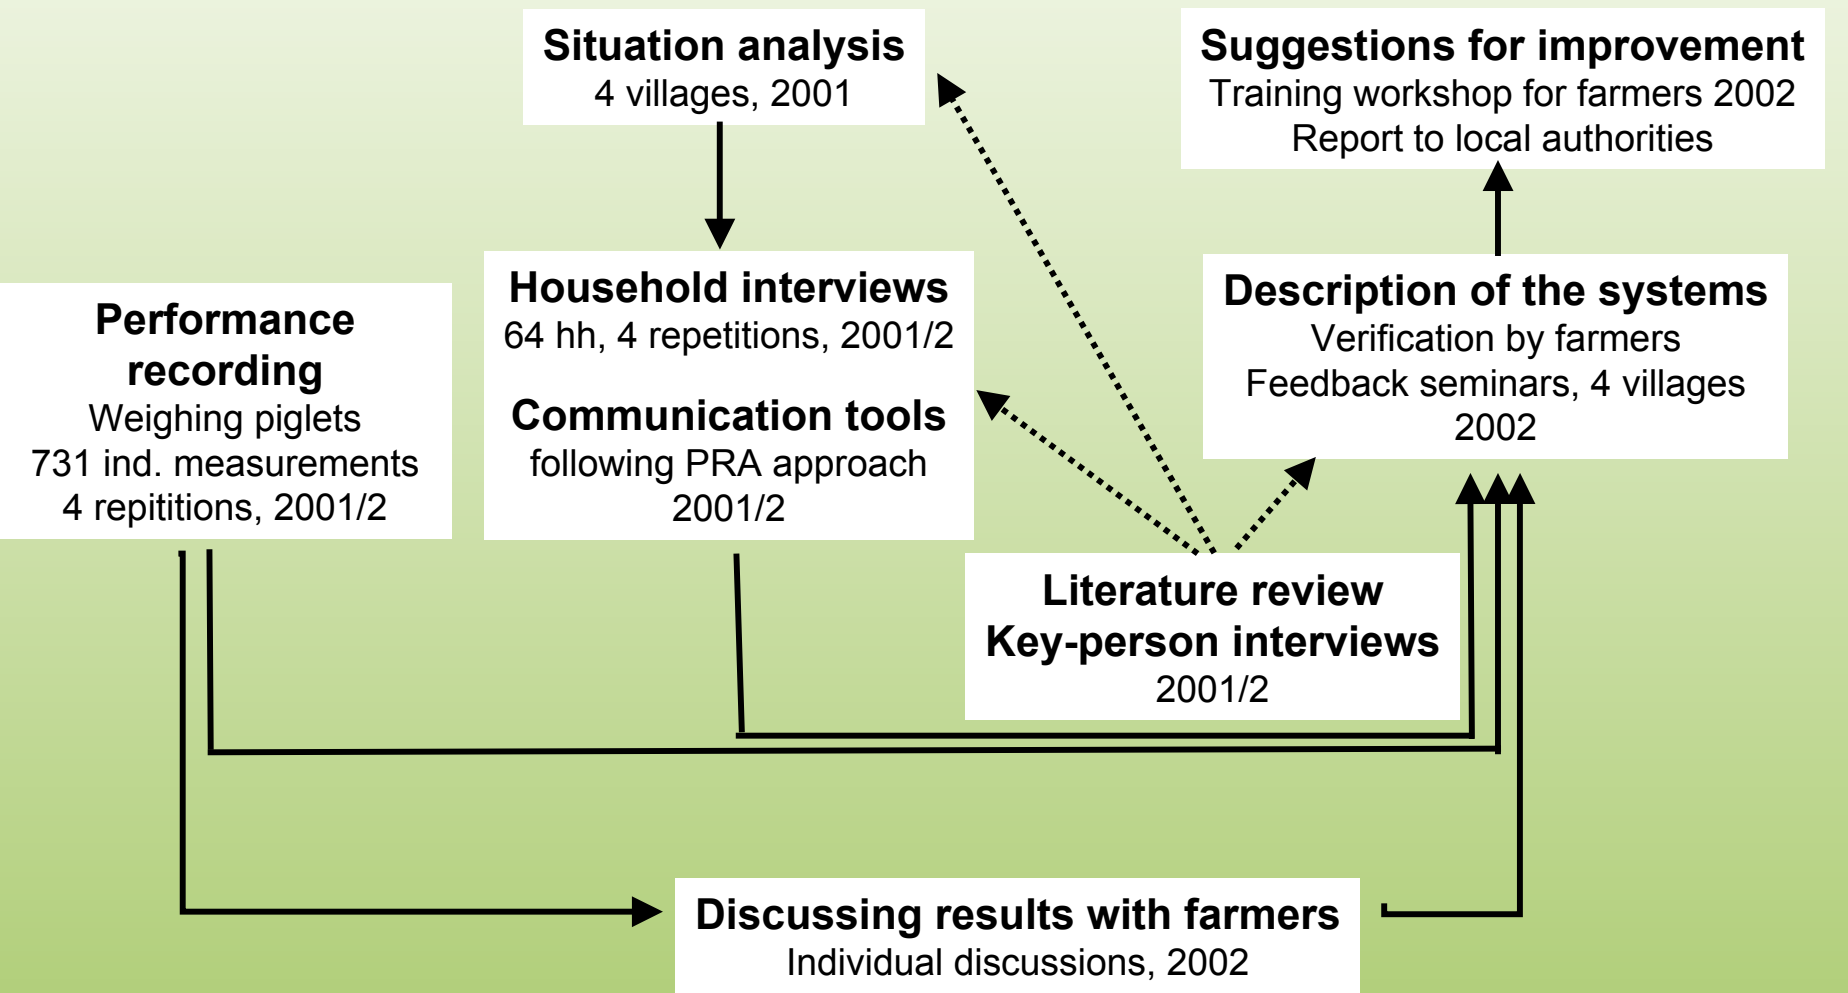 Situation analysis
4 villages, 2001
Suggestions for improvement
Training workshop for farmers 2002
Report to local authorities
Performance
recording
Weighing piglets
731 ind. measurements
4 repititions, 2001/2
Household interviews
64 hh, 4 repetitions, 2001/2
Communication tools
following PRA approach
2001/2
Description of the systems
Verification by farmers
Feedback seminars, 4 villages
2002
Literature review
Key-person interviews
2001/2
Discussing results with farmers
Individual discussions, 2002